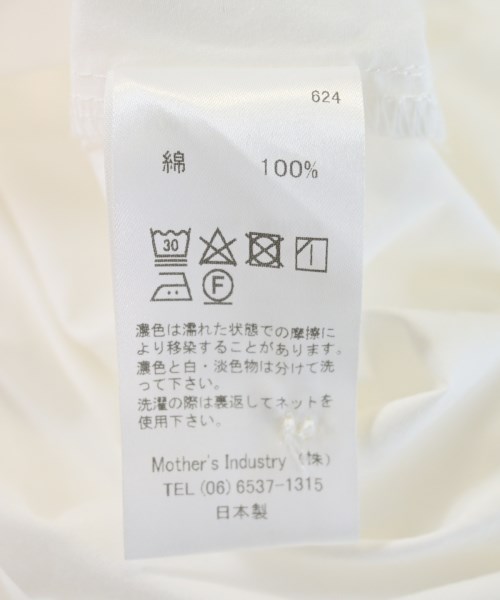 624
綿 100%
30
F
濃色は濡れた状態での摩擦に
より移染することがあります。
濃色と白・淡色物は分けて洗
って下さい。
洗濯の際は裏返してネットを
使用下さい。
Mother's Industry (株)
TEL (06) 6537-1315
日本製